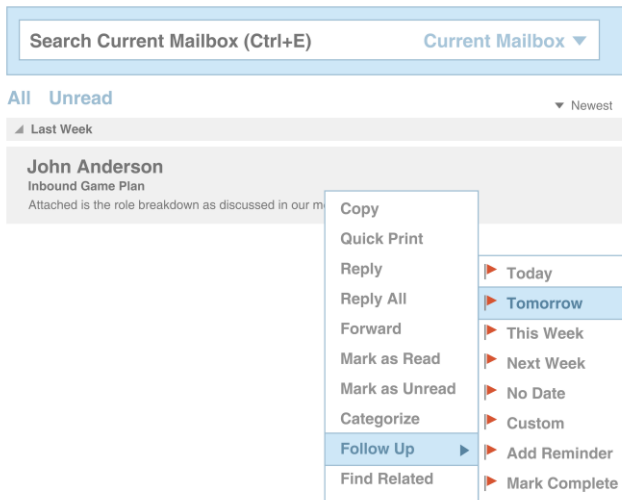 Search Current Mailbox (Ctrl+E) Current Mailbox
All Unread
Newest
Last Week
John Anderson
Inbound Game Plan
Attached is the role breakdown as discussed in our
Copy
Quick Print
Reply
Reply All
Forward
Mark as Read
Mark as Unread
Categorize
Follow Up
Find Related
Today
Tomorrow
This Week
Next Week
No Date
Custom
Add Reminder
Mark Complete